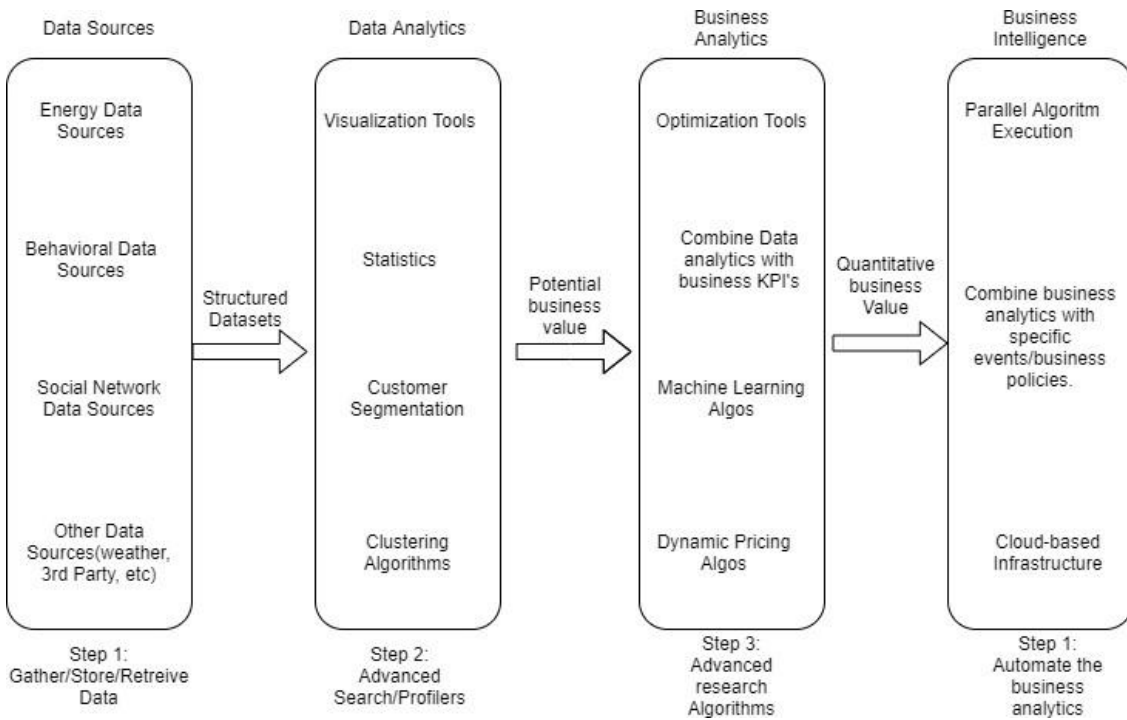 Data Sources
Energy Data
Sources
Behavioral Data
Sources
Social Network
Data Sources
Other Data
Sources(weather,
3rd Party, etc)
Step 1:
Gather/Store/Retreive
Data
Structured
Datasets
Data Analytics
Visualization Tools
Statistics
Customer
Segmentation
Clustering
Algorithms
Step 2:
Advanced
Search/Profilers
Potential
business
value
Business
Analytics
Optimization Tools
Combine Data
analytics with
business KPI's
Machine Learning
Algos
Dynamic Pricing
Algos
Step 3:
Advanced
research
Algorithms
Quantitative
business
Value
Business
Intelligence
Parallel Algoritm
Execution
Combine business
analytics with
specific
events/business
policies.
Cloud-based
Infrastructure
Step 1:
Automate the
business
analytics